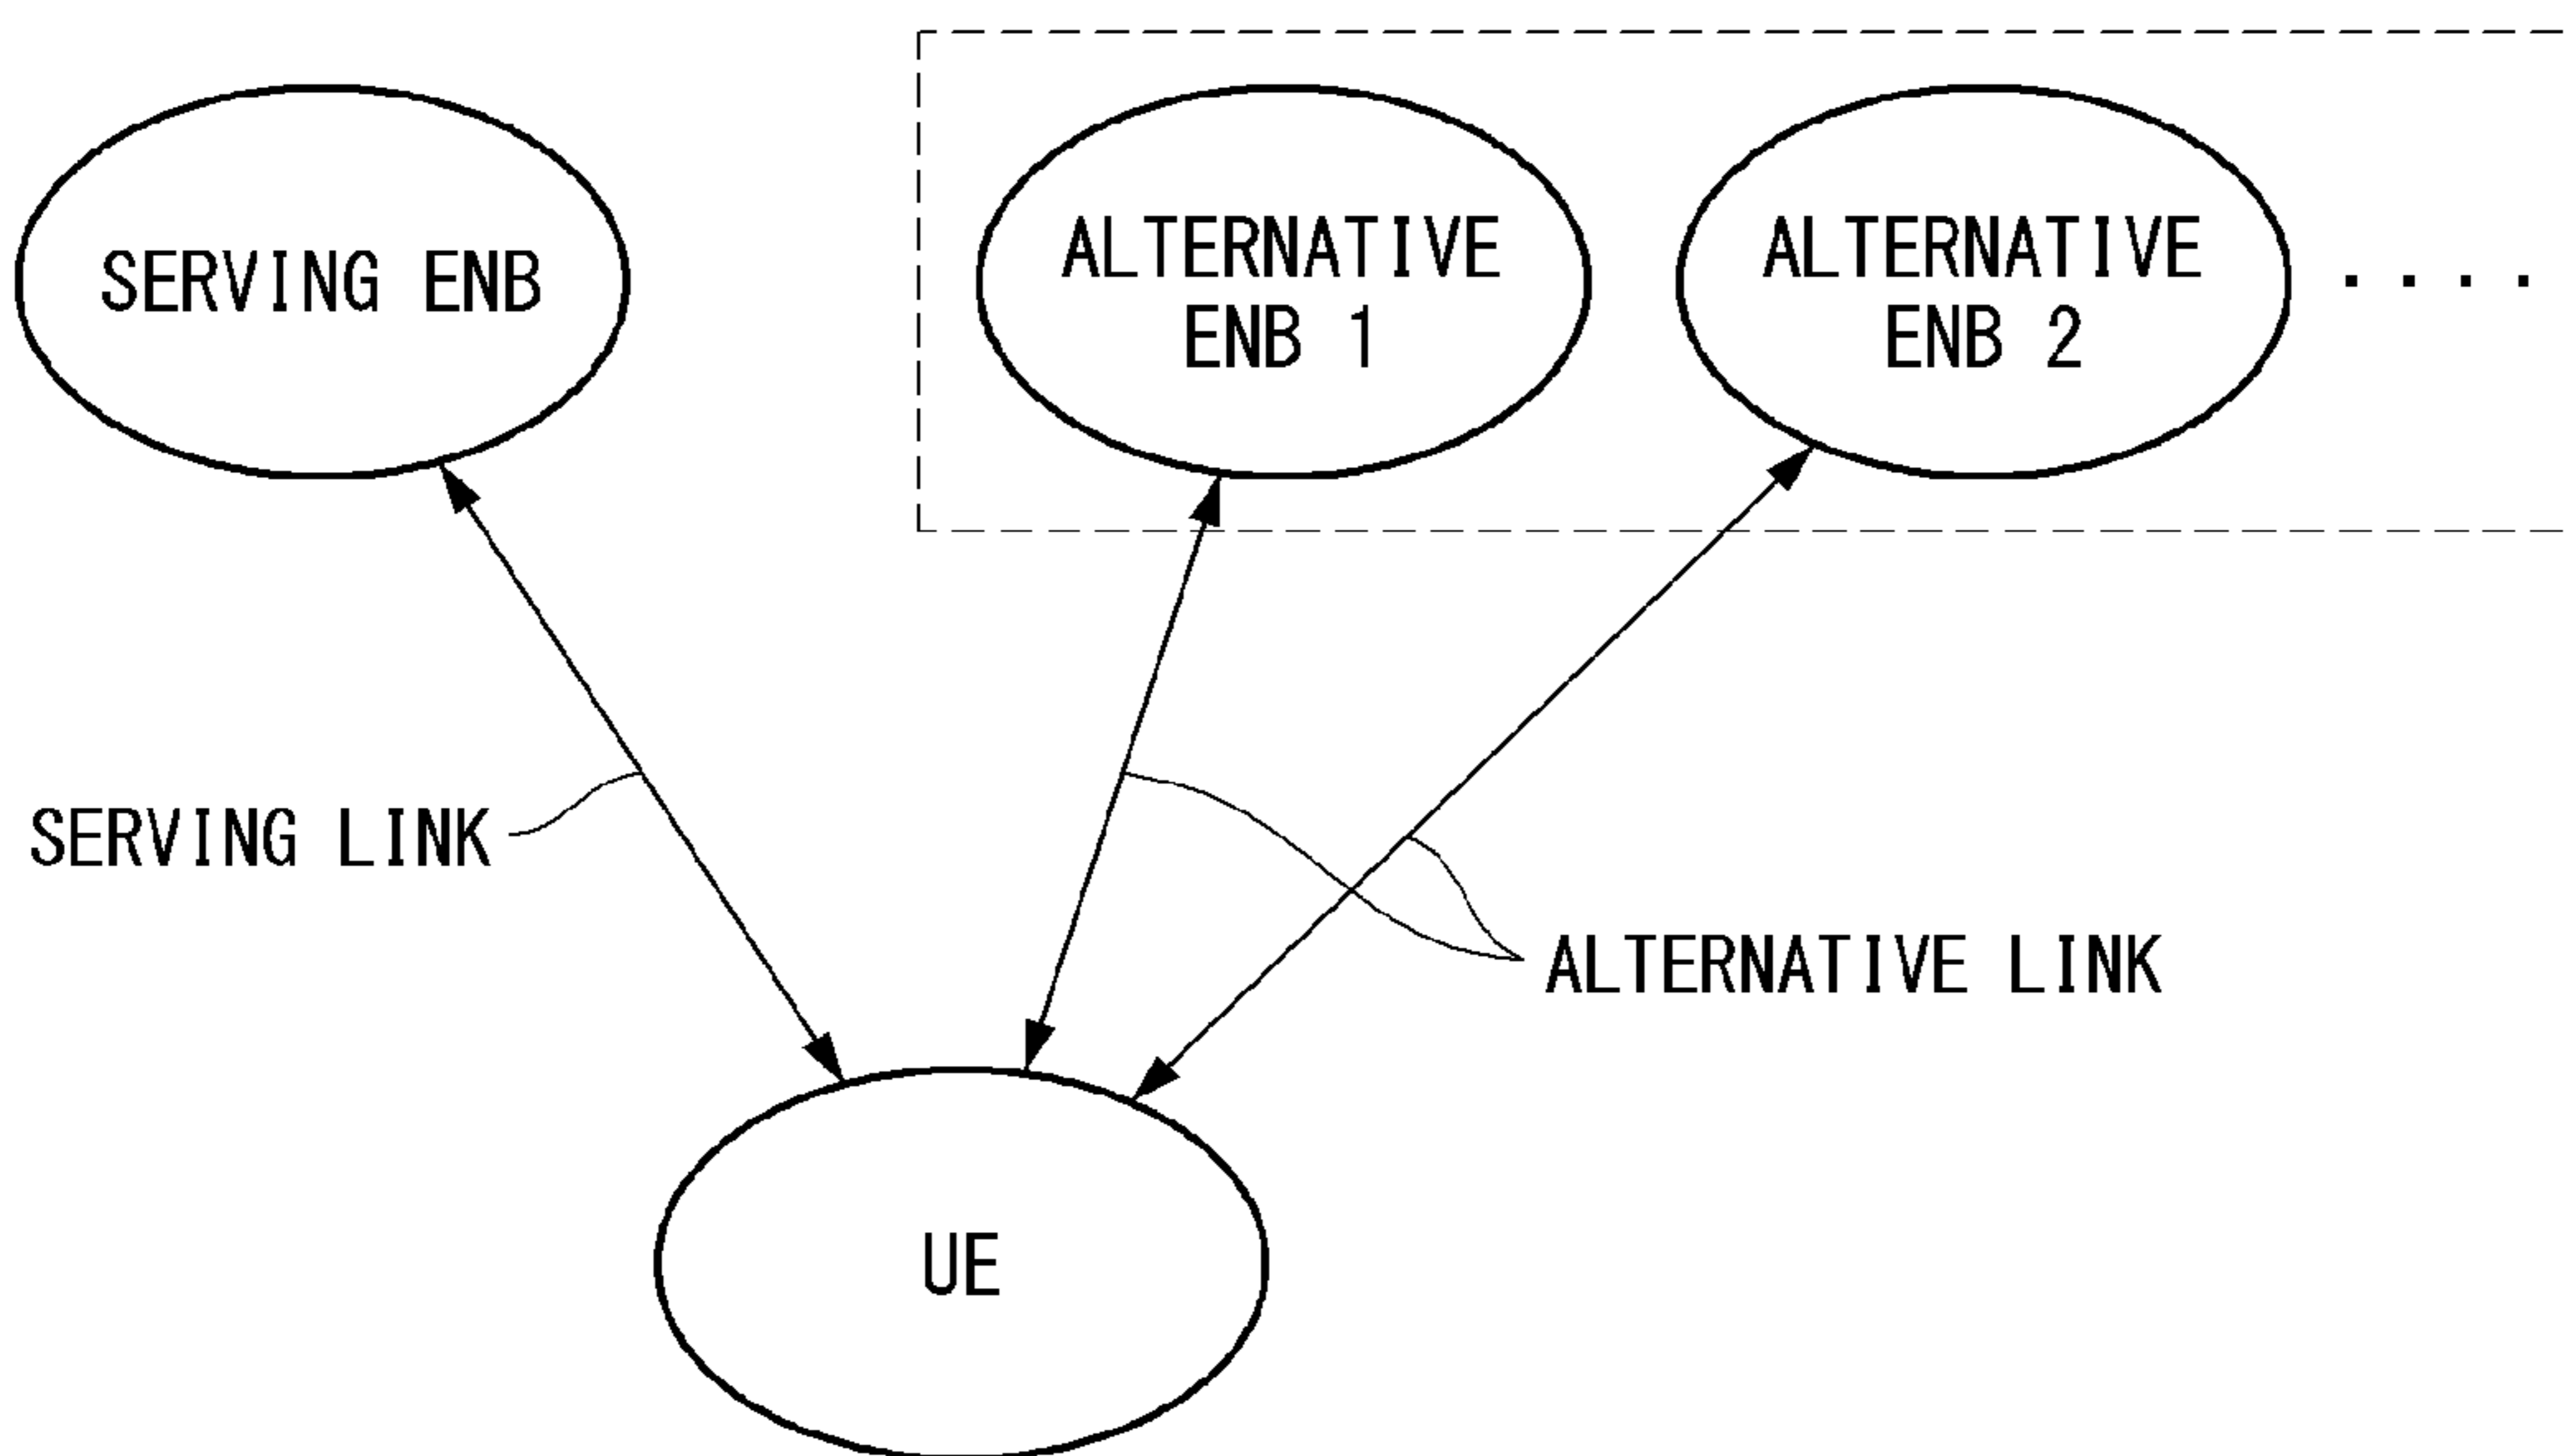 SERVING ENB
ALTERNATIVE
ENB 1
ALTERNATIVE
ENB 2
. . . .
SERVING LINK
ALTERNATIVE LINK
UE